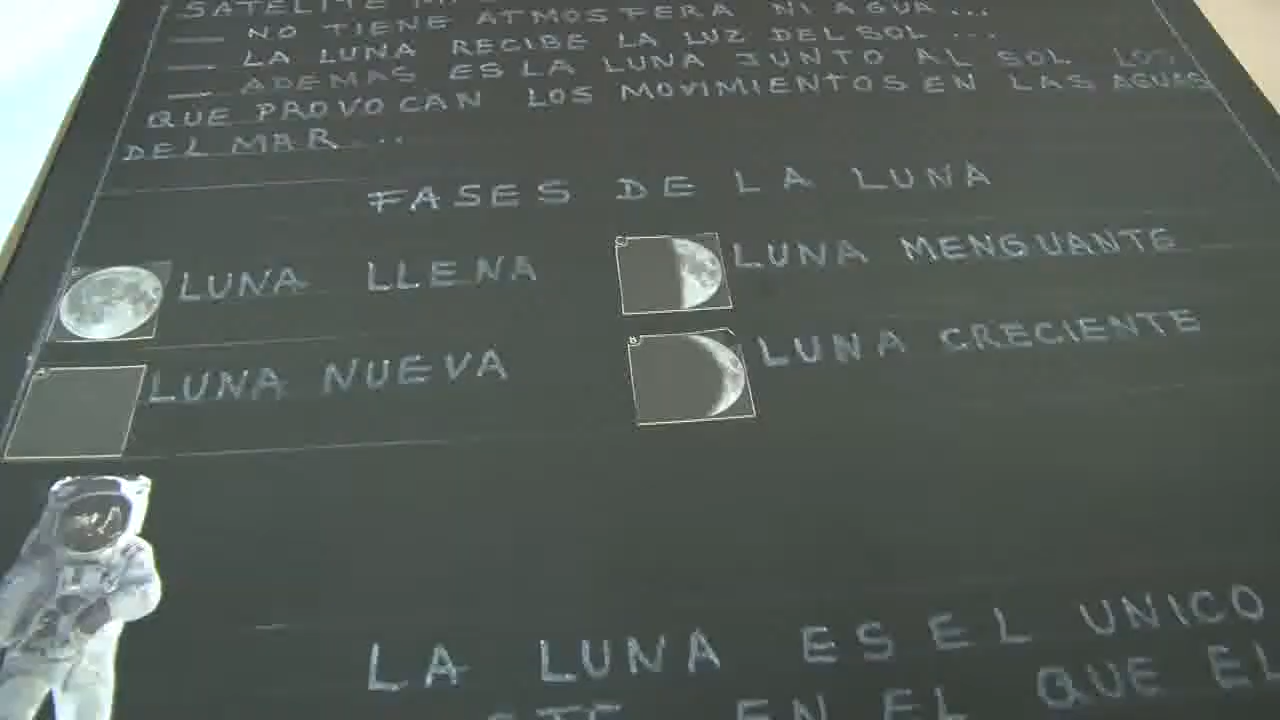 SATELITE
— NO TIENE ATMOSFERA NI AGUA...
— LA LUNA RECIBE LA LUZ DEL SOL ...
— ADEMAS ES LA LUNA JUNTO AL SOL LOS
QUE PROVOCAN LOS MOVIMIENTOS EN LAS AGUAS
DEL MAR...
FASES DE LA LUNA
LUNA LLENA
LUNA MENGUANTE
LUNA NUEVA
LUNA CRECIENTE
LA LUNA ES EL UNICO
EN EL QUE EL